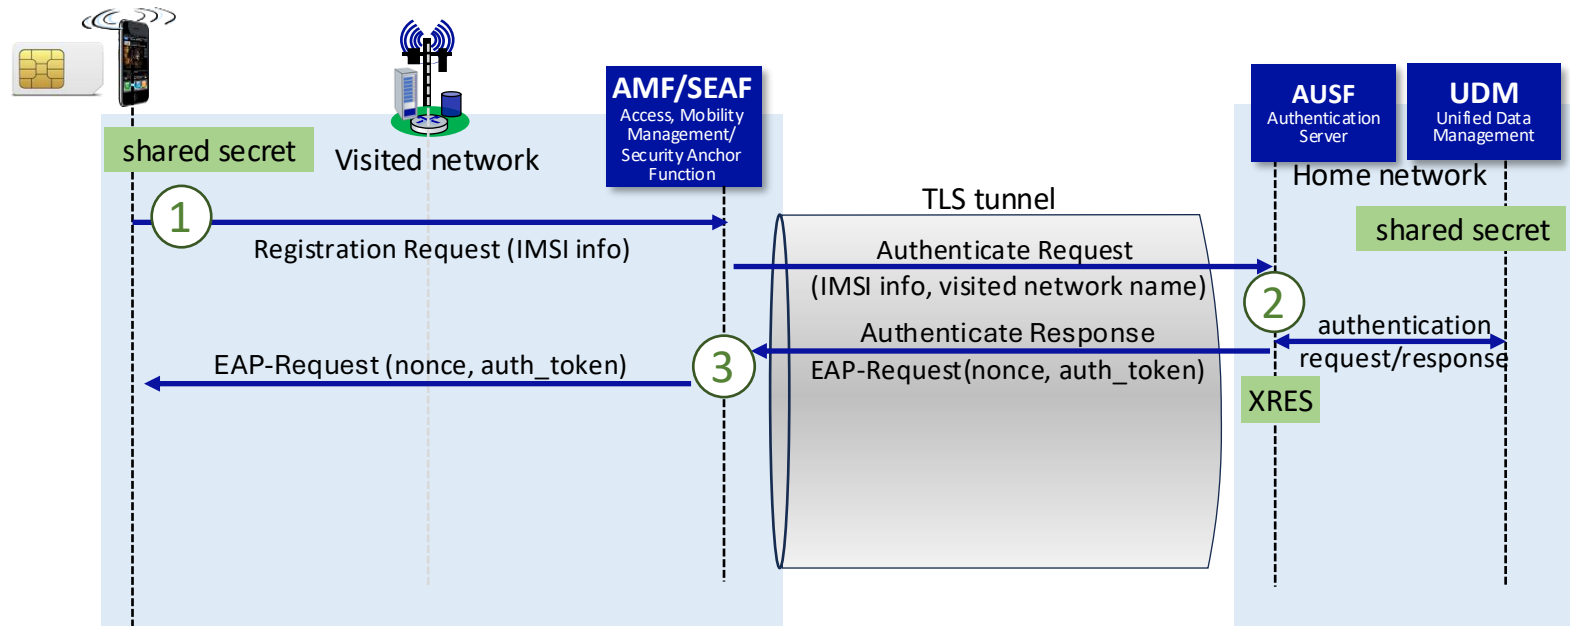 AMF/SEAF
Access, Mobility
Management/
Security Anchor
Function
AUSF
Authentication
Server
UDM
Unified Data
Management
shared secret
Visited network
Home network
TLS tunnel
1
Registration Request (IMSI info)
shared secret
Authenticate Request
(IMSI info, visited network name)
2
authentication
request/response
Authenticate Response
EAP-Request(nonce, auth_token)
3
EAP-Request (nonce, auth_token)
XRES